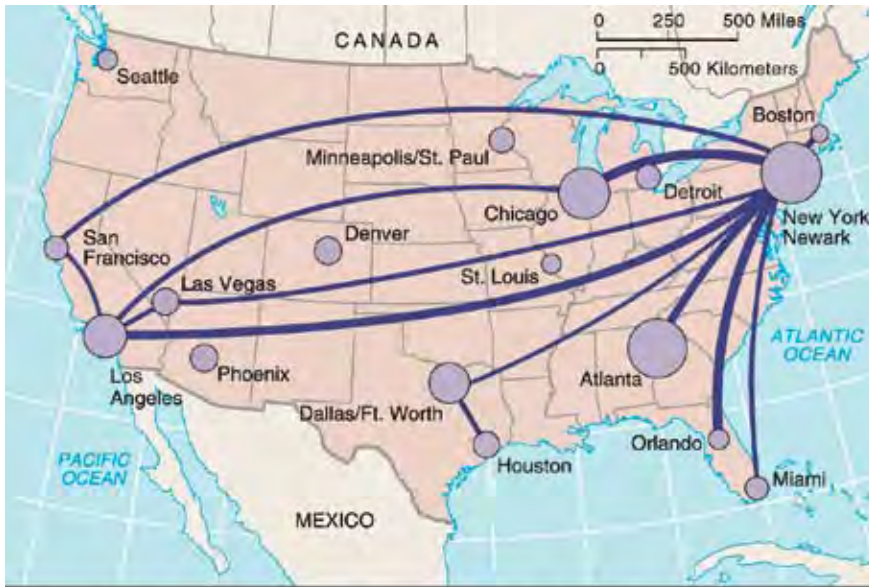 0 250 500 Miles
0 500 Kilometers
CANADA
Seattle
Boston
Minneapolis/St. Paul
Detroit
Chicago
New York
Newark
San
Francisco
Denver
Las Vegas
St. Louis
ATLANTIC
OCEAN
Los
Angeles
Phoenix
Atlanta
Dallas/Ft. Worth
Orlando
Houston
PACIFIC
OCEAN
Miami
MEXICO